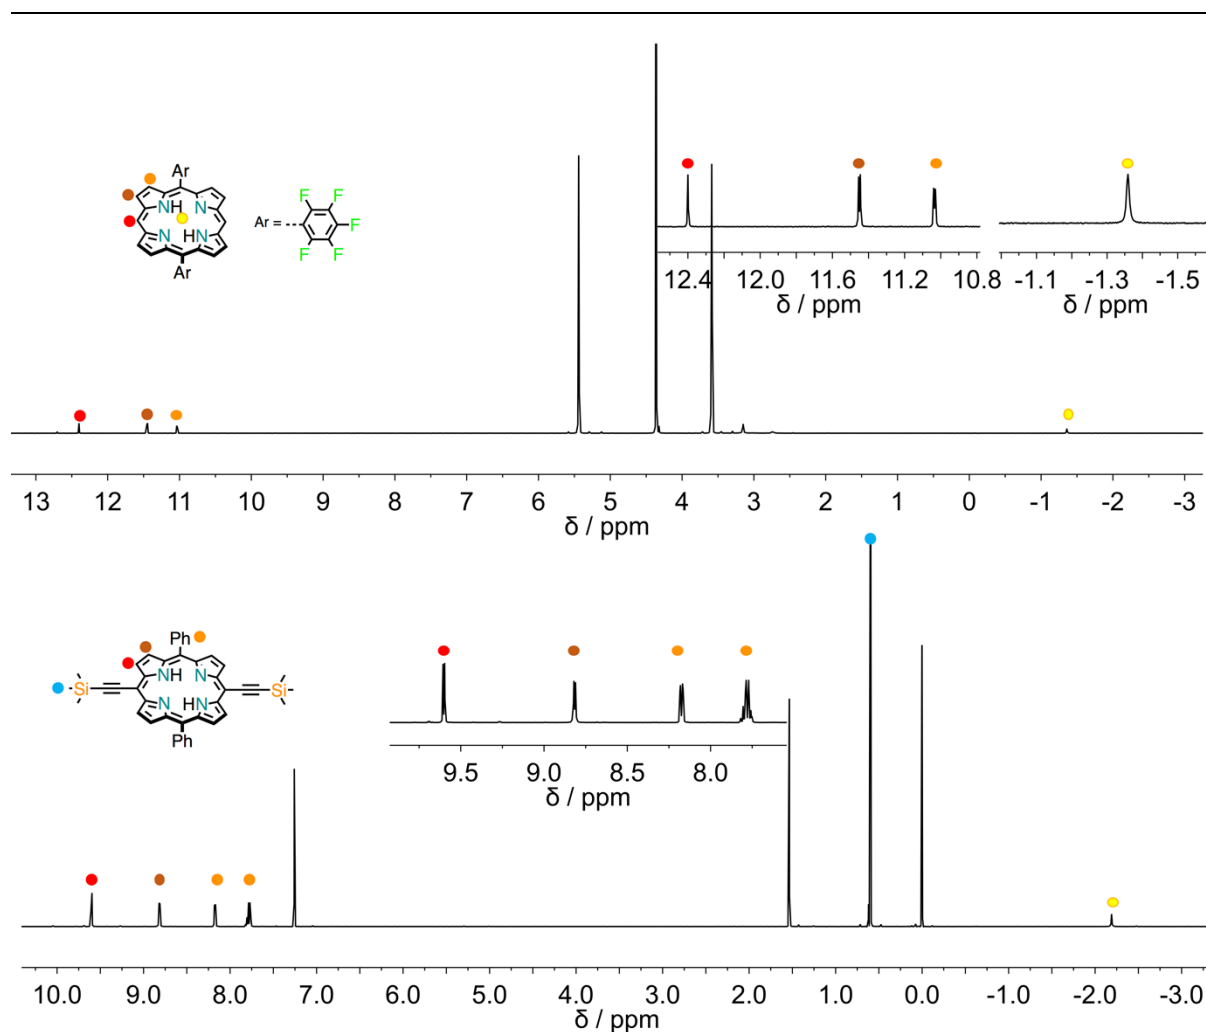 Ar
NH N
N HN
Ar
Ar =
F
F F
F
F F
12.4 12.0 11.6 11.2 10.8
δ / ppm
-1.1 -1.3 -1.5
δ / ppm
13 12 11 10 9 8 7 6 5 4 3 2 1 0 -1 -2 -3
δ / ppm
Ph
NH N
Si Si
N HN
Ph
9.5 9.0 8.5 8.0
δ / ppm
10.0 9.0 8.0 7.0 6.0 5.0 4.0 3.0 2.0 1.0 0.0 -1.0 -2.0 -3.0
δ / ppm